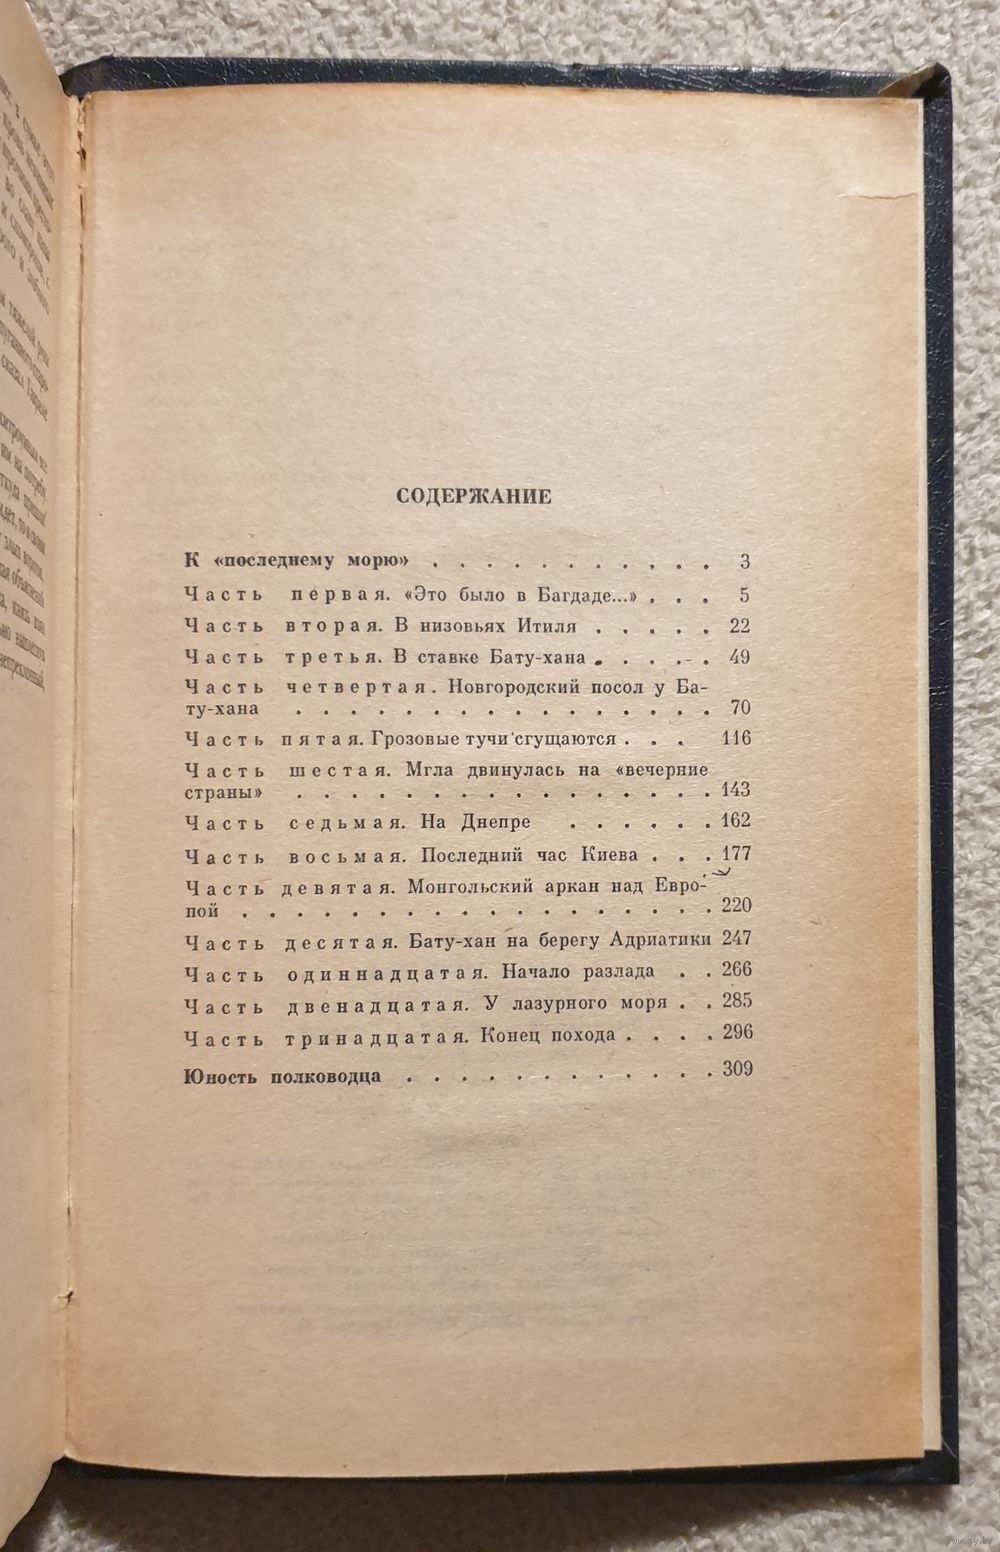 СОДЕРЖАНИЕ
К «последнему морю» . . . . . . . . . . . 3
Часть первая. «Это было в Багдаде...» . . . 5
Часть вторая. В низовьях Итиля . . . . . 22
Часть третья. В ставке Бату-хана . . . . . 49
Часть четвертая. Новгородский посол у Ба-
ту-хана . . . . . . . . . . . . . . . . 70
Часть пятая. Грозовые тучи сгущаются . . . 116
Часть шестая. Мгла двинулась на «вечерние
страны» . . . . . . . . . . . . . . . . 143
Часть седьмая. На Днепре . . . . . . 162
Часть восьмая. Последний час Киева . . . 177
Часть девятая. Монгольский аркан над Евро-
пой . . . . . . . . . . . . . . . . . . 220
Часть десятая. Бату-хан на берегу Адриатики 247
Часть одиннадцатая. Начало разлада . . 266
Часть двенадцатая. У лазурного моря . . 285
Часть тринадцатая. Конец похода . . . . 296
Юность полководца . . . . . . . . . . . . 309
www.ay.by